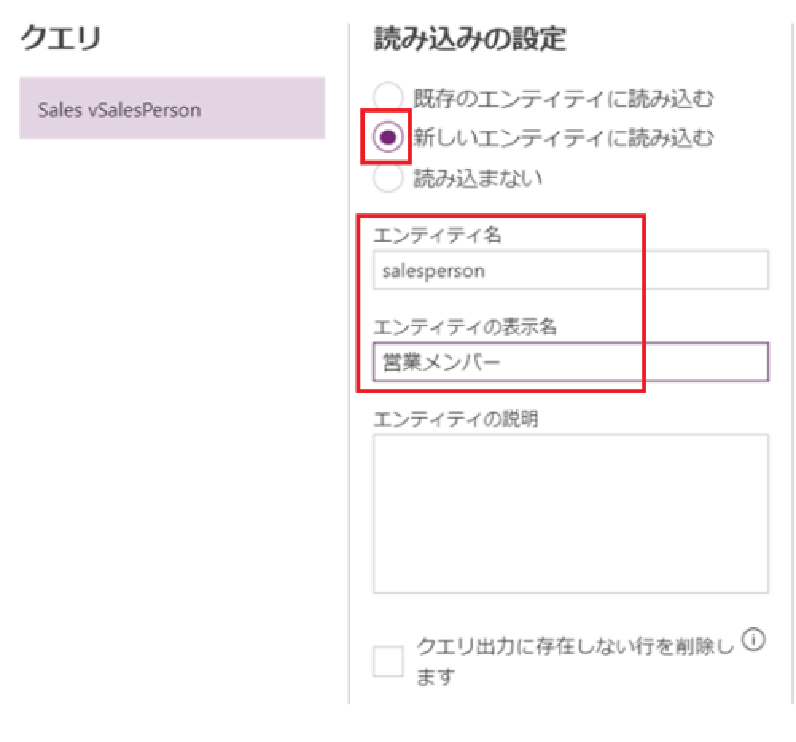 クエリ
Sales vSalesPerson
読み込みの設定
既存のエンティティに読み込む
新しいエンティティに読み込む
読み込まない
エンティティ名
salesperson
エンティティの表示名
営業メンバー
エンティティの説明
クエリ出力に存在しない行を削除し
ます